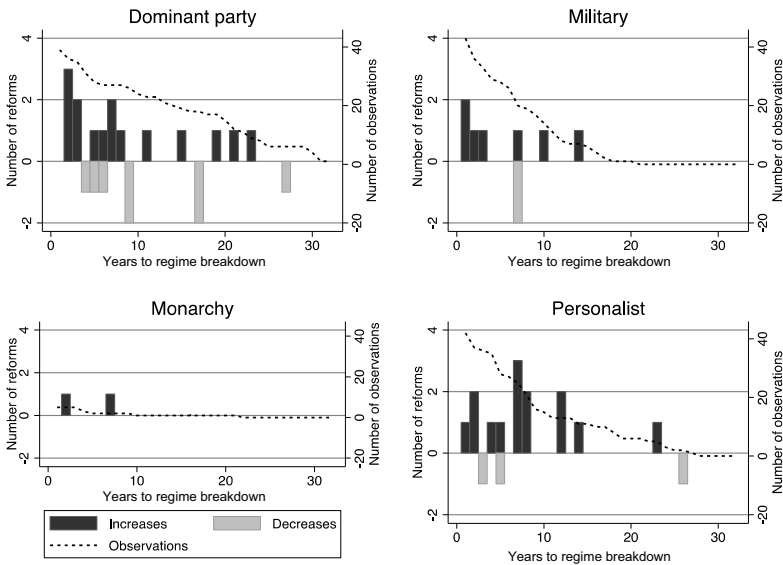 Dominant party
4
2
0
-2
Number of reforms
40
20
0
-20
Number of observations
0 10 20 30
Years to regime breakdown
Military
4
2
0
-2
Number of reforms
40
20
0
-20
Number of observations
0 10 20 30
Years to regime breakdown
Monarchy
4
2
0
-2
Number of reforms
40
20
0
-20
Number of observations
0 10 20 30
Years to regime breakdown
Personalist
4
2
0
-2
Number of reforms
40
20
0
-20
Number of observations
0 10 20 30
Years to regime breakdown
Increases Decreases
Observations